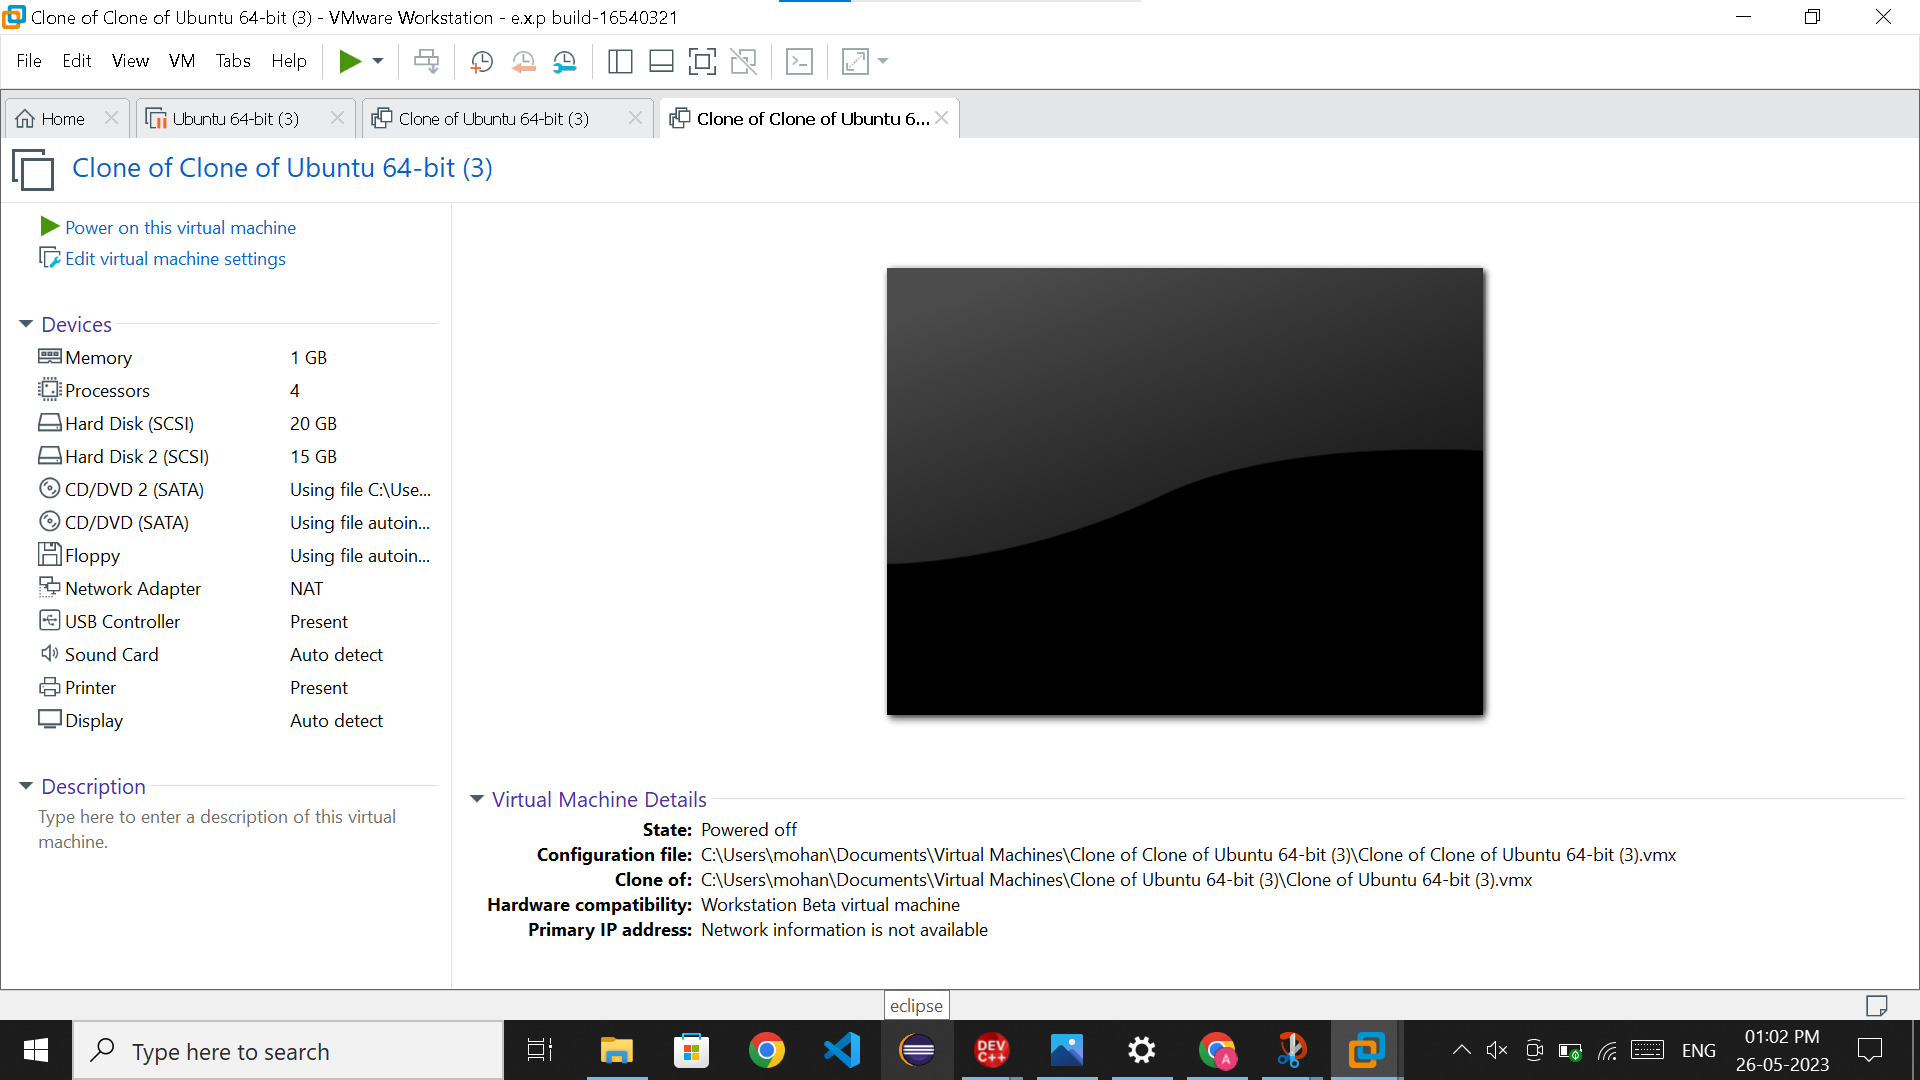 Clone of Clone of Ubuntu 64-bit (3) - VMware Workstation - e.x.p build-16540321
File Edit View VM Tabs Help
Home Ubuntu 64-bit (3) Clone of Ubuntu 64-bit (3) Clone of Clone of Ubuntu 6...
Clone of Clone of Ubuntu 64-bit (3)
Power on this virtual machine
Edit virtual machine settings
Devices
Memory 1 GB
Processors 4
Hard Disk (SCSI) 20 GB
Hard Disk 2 (SCSI) 15 GB
CD/DVD 2 (SATA) Using file C:\Use...
CD/DVD (SATA) Using file autoin...
Floppy Using file autoin...
Network Adapter NAT
USB Controller Present
Sound Card Auto detect
Printer Present
Display Auto detect
Description
Type here to enter a description of this virtual
machine.
Virtual Machine Details
State: Powered off
Configuration file: C:\Users\mohan\Documents\Virtual Machines\Clone of Clone of Ubuntu 64-bit (3)\Clone of Clone of Ubuntu 64-bit (3).vmx
Clone of: C:\Users\mohan\Documents\Virtual Machines\Clone of Ubuntu 64-bit (3)\Clone of Ubuntu 64-bit (3).vmx
Hardware compatibility: Workstation Beta virtual machine
Primary IP address: Network information is not available
eclipse
Type here to search
DEV
C++
A
ENG
01:02 PM
26-05-2023